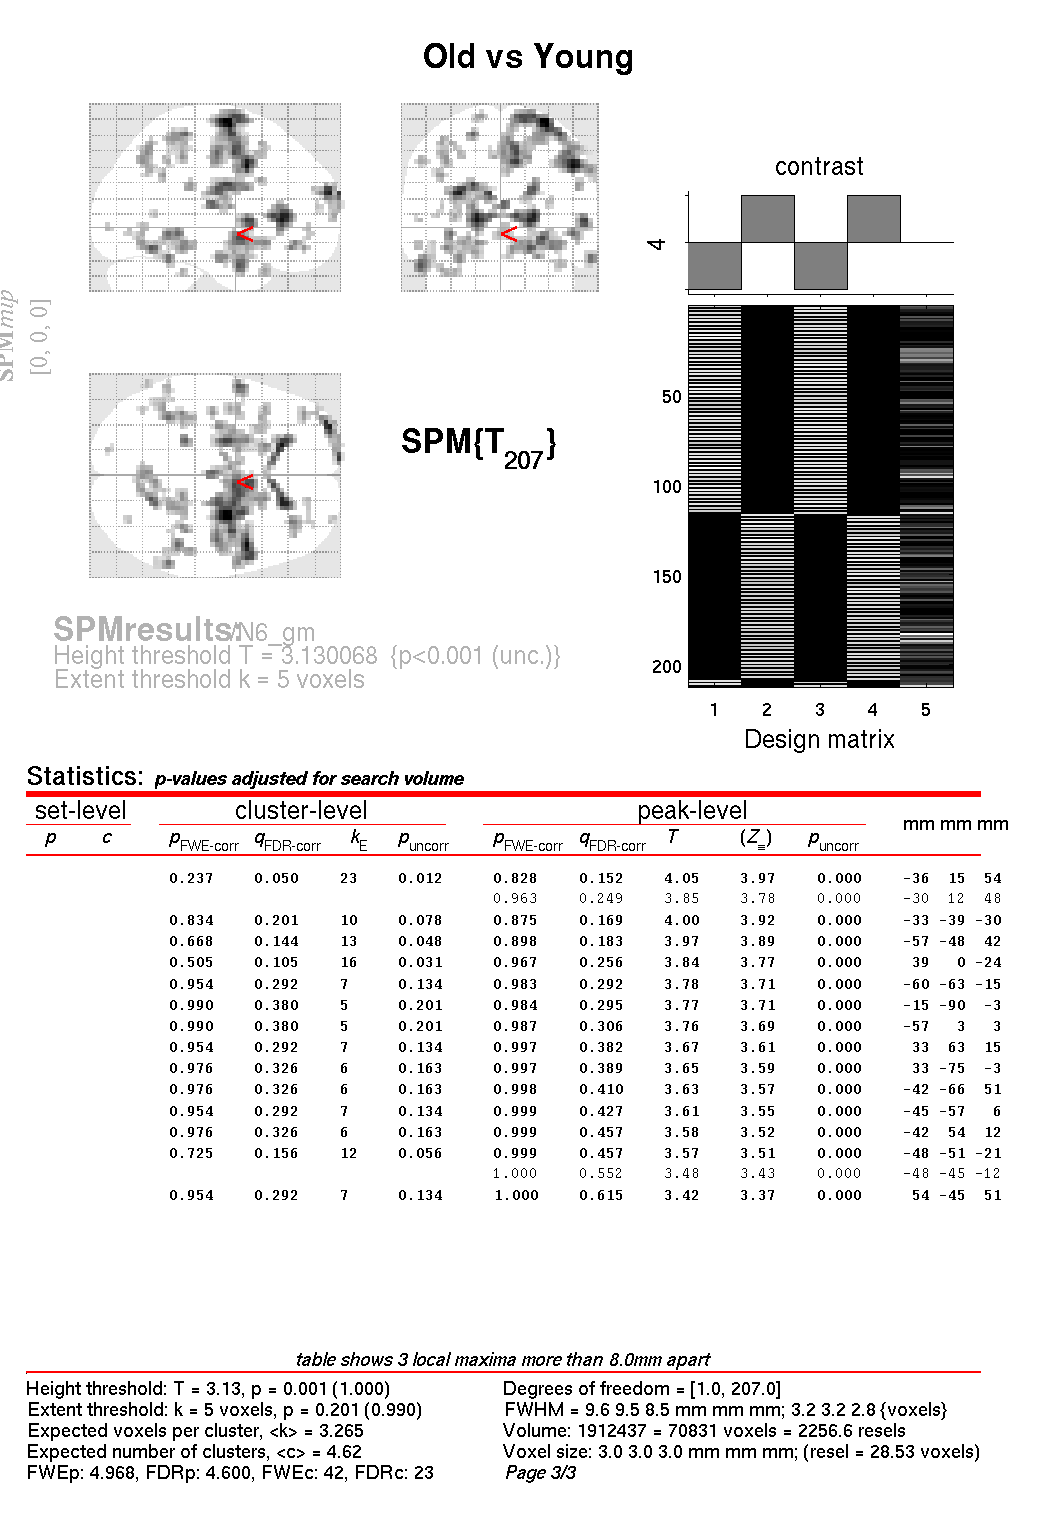 Old vs Young
contrast
4
SPMmip
[0, 0, 0]
<
<
<
SPM{T207}
50
100
150
200
1 2 3 4 5
Design matrix
SPMresults: ./N6_gm
Height threshold T = 3.130068 {p<0.001 (unc.)}
Extent threshold k = 5 voxels
Statistics: p-values adjusted for search volume
set-level cluster-level peak-level
p c pFWE-corr qFDR-corr kE puncorr pFWE-corr qFDR-corr T (Z≡) puncorr mm mm mm
0.237 0.050 23 0.012 0.828 0.152 4.05 3.97 0.000 -36 15 54
0.963 0.249 3.85 3.78 0.000 -30 12 48
0.834 0.201 10 0.078 0.875 0.169 4.00 3.92 0.000 -33 -39 -30
0.668 0.144 13 0.048 0.898 0.183 3.97 3.89 0.000 -57 -48 42
0.505 0.105 16 0.031 0.967 0.256 3.84 3.77 0.000 39 0 -24
0.954 0.292 7 0.134 0.983 0.292 3.78 3.71 0.000 -60 -63 -15
0.990 0.380 5 0.201 0.984 0.295 3.77 3.71 0.000 -15 -90 -3
0.990 0.380 5 0.201 0.987 0.306 3.76 3.69 0.000 -57 3 3
0.954 0.292 7 0.134 0.997 0.382 3.67 3.61 0.000 33 63 15
0.976 0.326 6 0.163 0.997 0.389 3.65 3.59 0.000 33 -75 -3
0.976 0.326 6 0.163 0.998 0.410 3.63 3.57 0.000 -42 -66 51
0.954 0.292 7 0.134 0.999 0.427 3.61 3.55 0.000 -45 -57 6
0.976 0.326 6 0.163 0.999 0.457 3.58 3.52 0.000 -42 54 12
0.725 0.156 12 0.056 0.999 0.457 3.57 3.51 0.000 -48 -51 -21
1.000 0.552 3.48 3.43 0.000 -48 -45 -12
0.954 0.292 7 0.134 1.000 0.615 3.42 3.37 0.000 54 -45 51
table shows 3 local maxima more than 8.0mm apart
Height threshold: T = 3.13, p = 0.001 (1.000)
Extent threshold: k = 5 voxels, p = 0.201 (0.990)
Expected voxels per cluster, <k> = 3.265
Expected number of clusters, <c> = 4.62
FWEp: 4.968, FDRp: 4.600, FWEc: 42, FDRc: 23
Degrees of freedom = [1.0, 207.0]
FWHM = 9.6 9.5 8.5 mm mm mm; 3.2 3.2 2.8 {voxels}
Volume: 1912437 = 70831 voxels = 2256.6 resels
Voxel size: 3.0 3.0 3.0 mm mm mm; (resel = 28.53 voxels)
Page 3/3